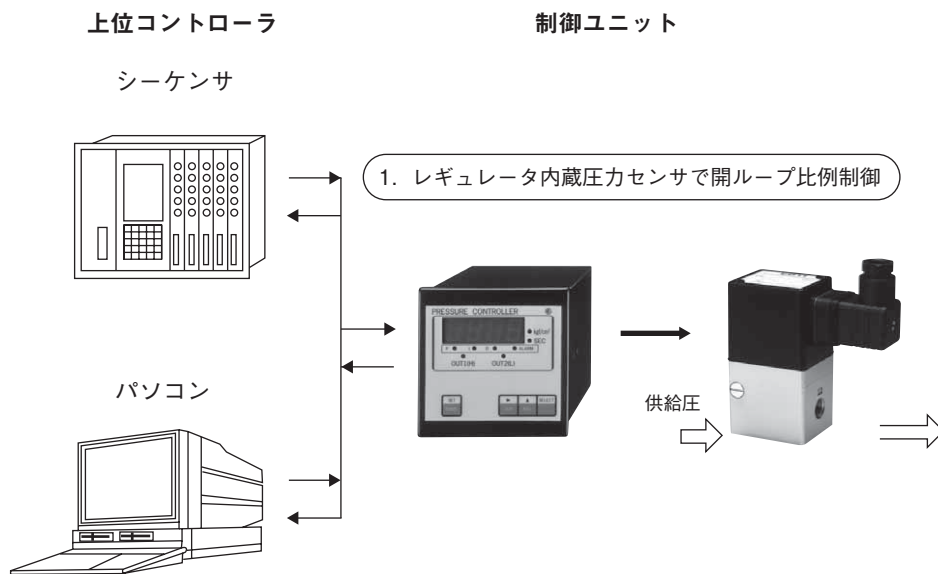 上位コントローラ
制御ユニット
シーケンサ
1. レギュレータ内蔵圧力センサで開ループ比例制御
PRESSURE CONTROLLER
kgf/cm²
SEC
ALARM
OUT1(H) OUT2(L)
SET
SELECT
パソコン
供給圧